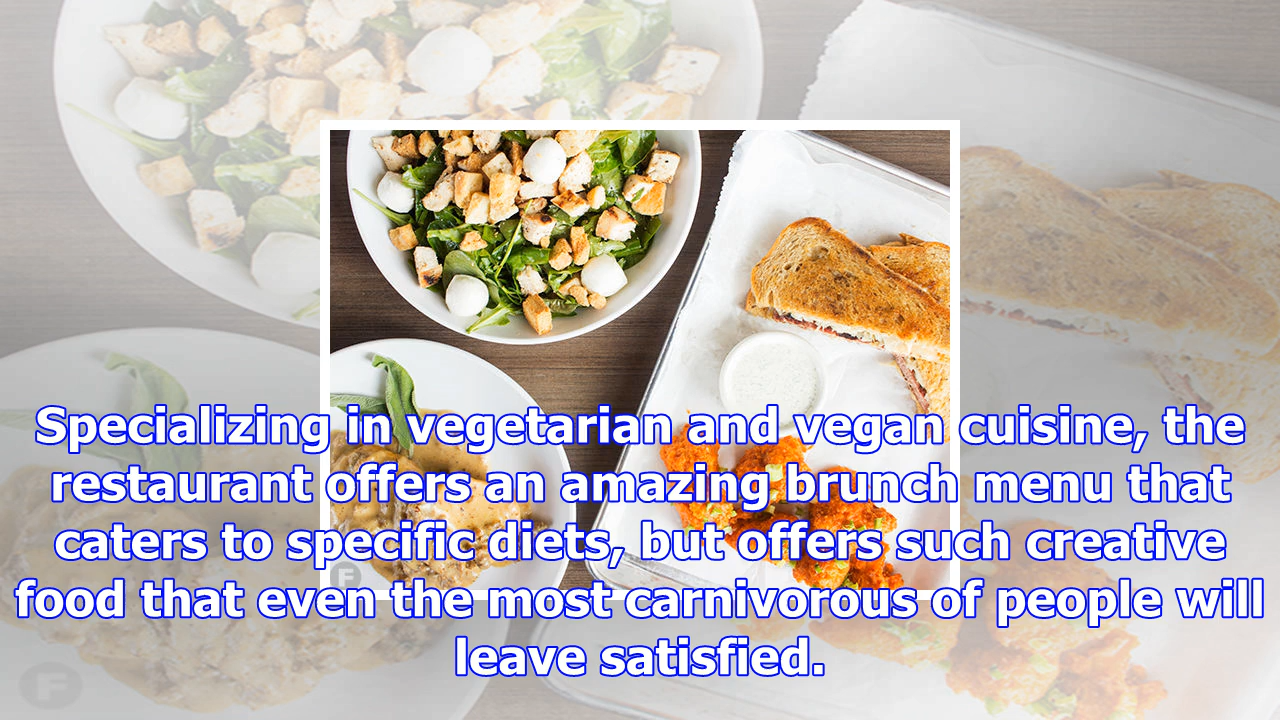 Specializing in vegetarian and vegan cuisine, the
restaurant offers an amazing brunch menu that
caters to specific diets, but offers such creative
food that even the most carnivorous of people will
leave satisfied.
F
F